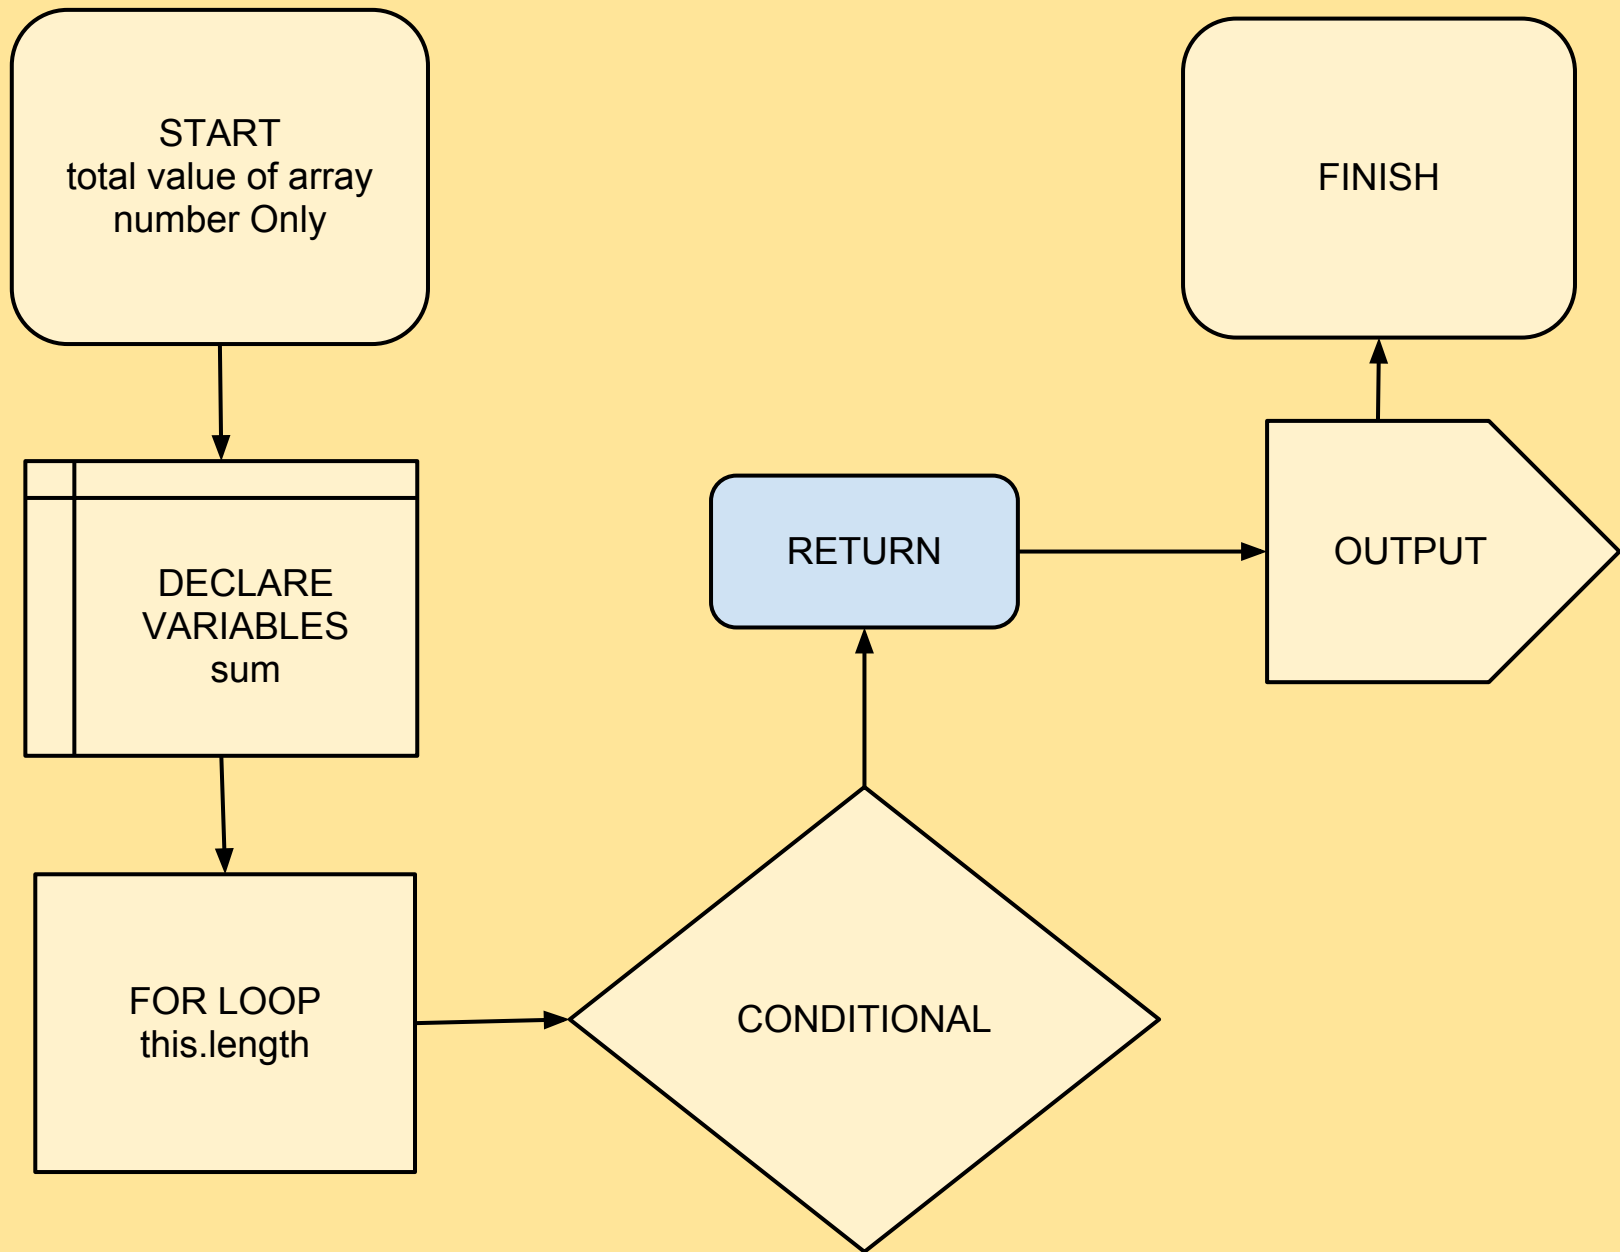 START
total value of array
number Only
DECLARE
VARIABLES
sum
FOR LOOP
this.length
CONDITIONAL
RETURN
OUTPUT
FINISH